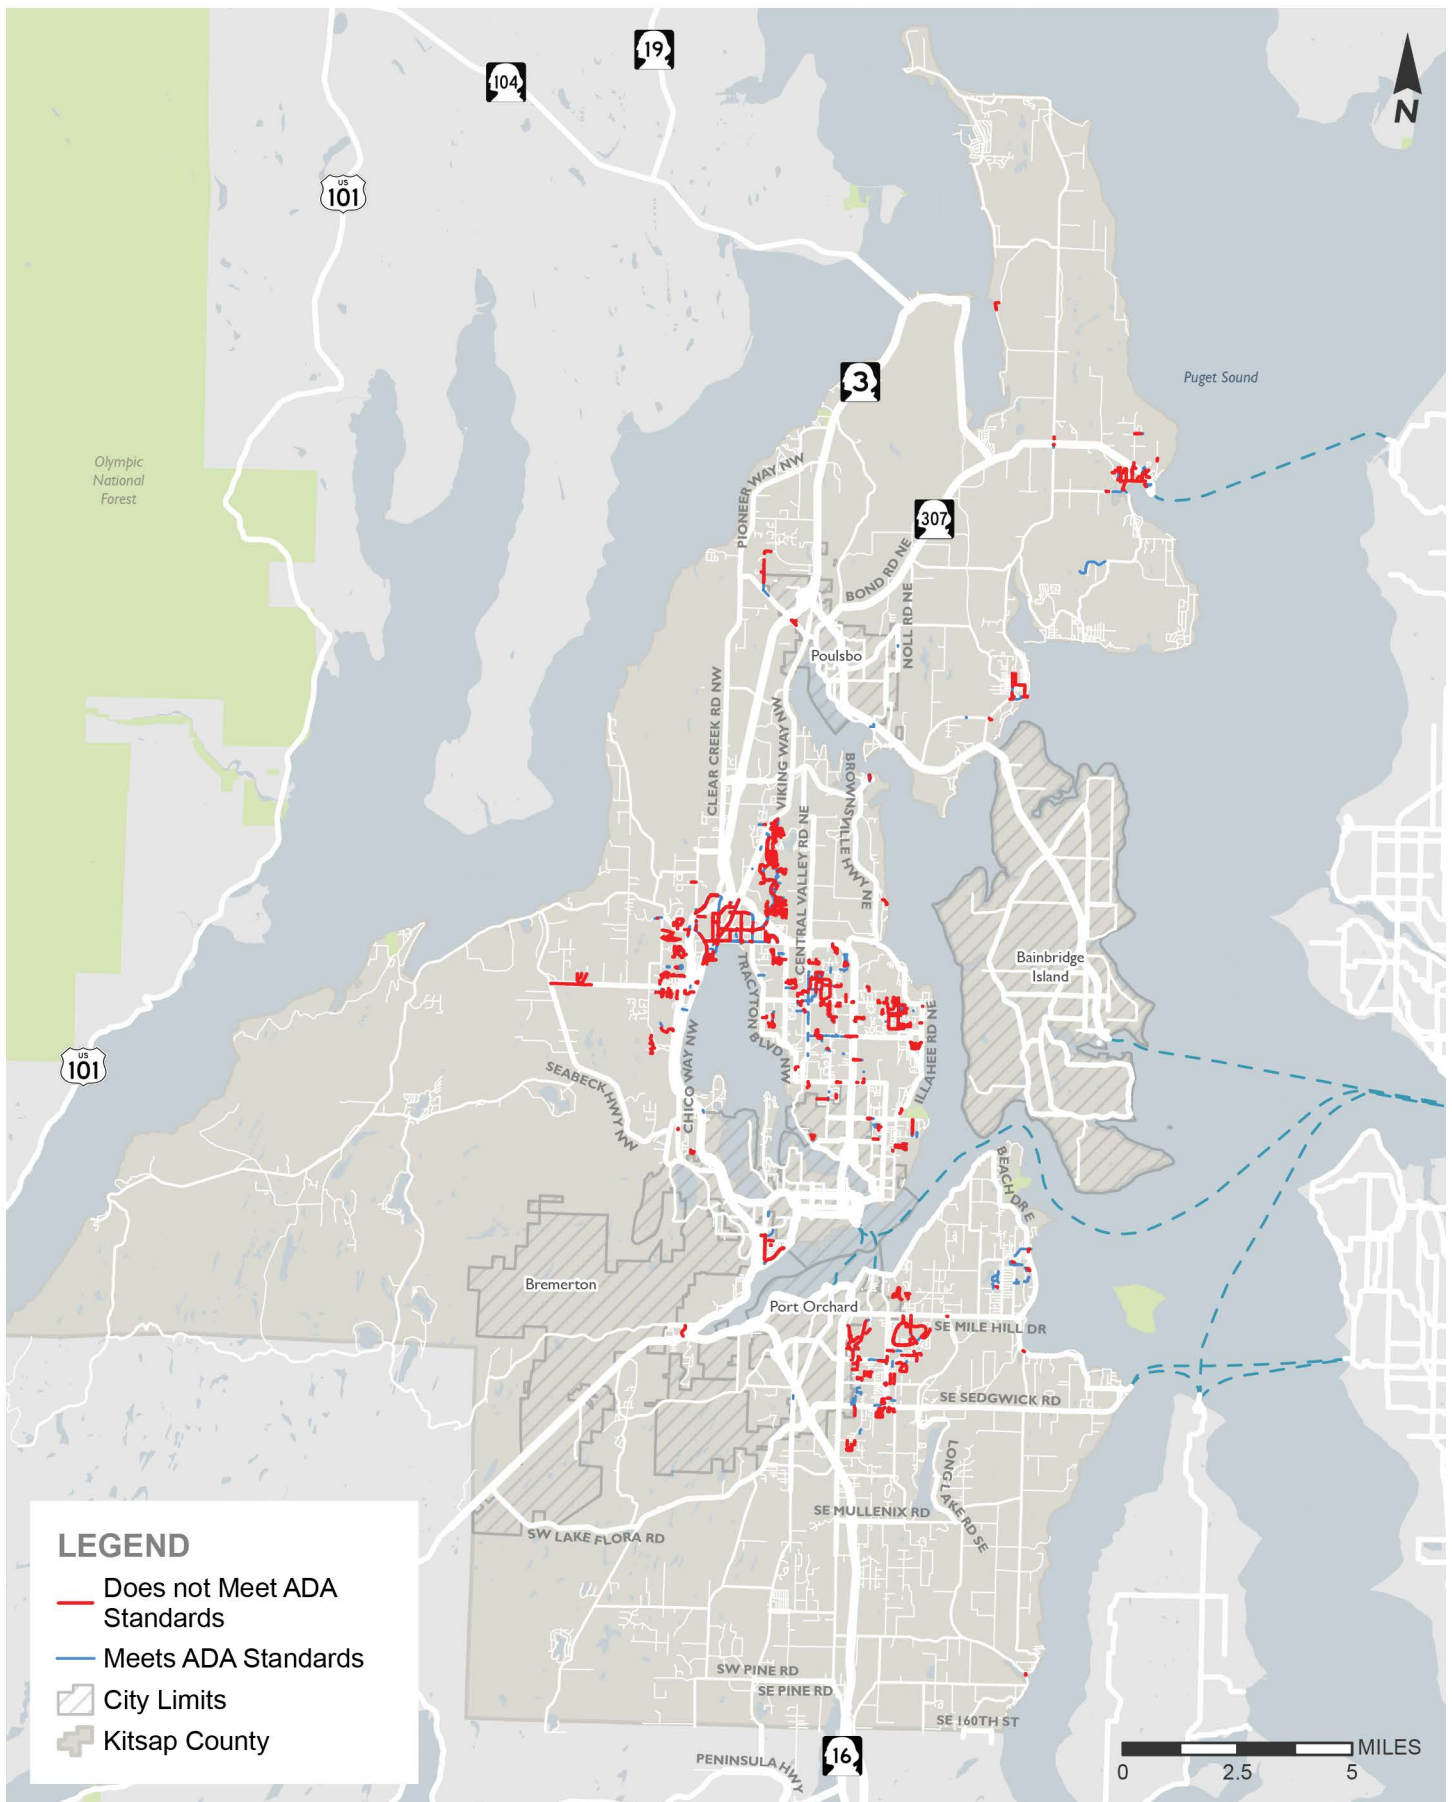 19
104
N
US
101
3
Puget Sound
Olympic
National
Forest
PIONEER WAY NW
307
BOND RD NE
NOLL RD NE
Poulsbo
CLEAR CREEK RD NW
VIKING WAY NW
BROWNSVILLE HWY NE
CENTRAL VALLEY RD NE
Bainbridge
Island
TRACYTON BLVD NW
ILLAHEE RD NE
CHICO WAY NW
US
101
SEABECK HWY NW
BEACH DR E
Bremerton
Port Orchard
SE MILE HILL DR
SE SEDGWICK RD
LONG LAKE RD SE
SE MULLENIX RD
SW LAKE FLORA RD
LEGEND
Does not Meet ADA
Standards
Meets ADA Standards
City Limits
Kitsap County
SW PINE RD
SE PINE RD
SE 160TH ST
16
PENINSULA HWY
MILES
0 2.5 5